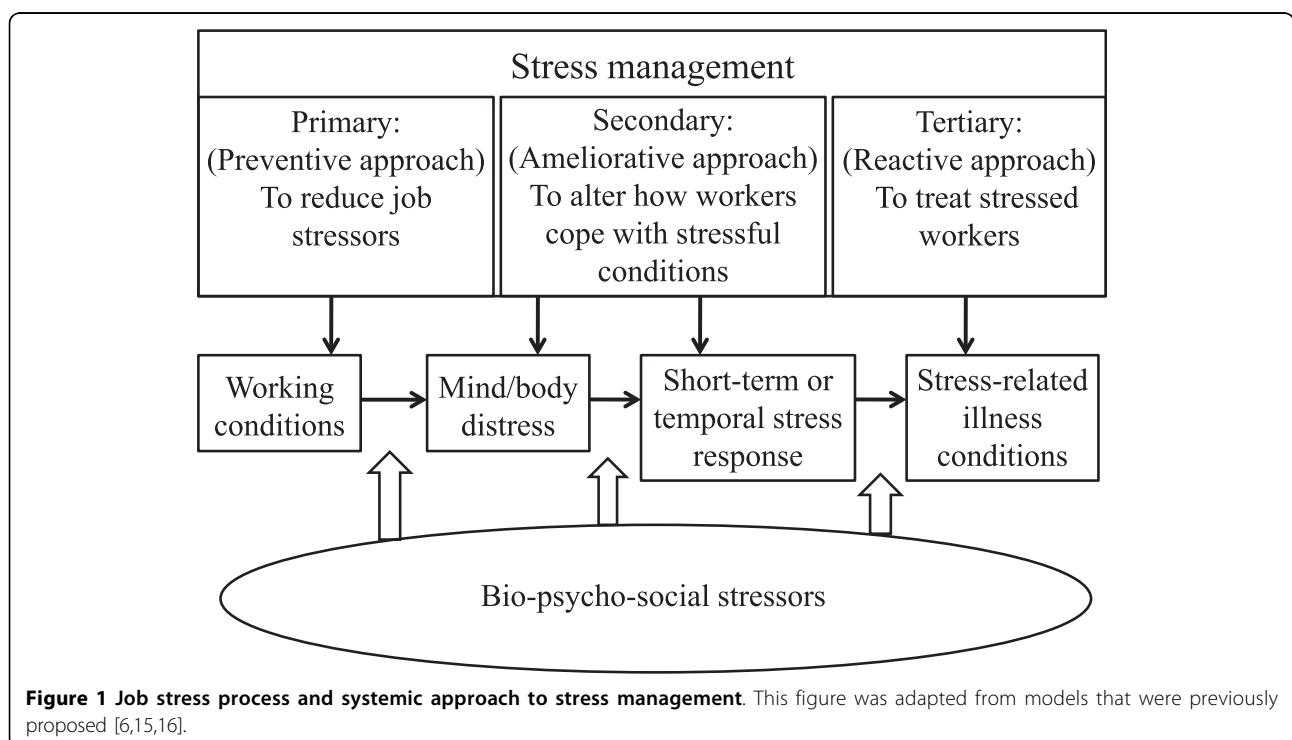 Stress management
Primary:
(Preventive approach)
To reduce job
stressors
Secondary:
(Ameliorative approach)
To alter how workers
cope with stressful
conditions
Tertiary:
(Reactive approach)
To treat stressed
workers
Working
conditions
Mind/body
distress
Short-term or
temporal stress
response
Stress-related
illness
conditions
Bio-psycho-social stressors
Figure 1 Job stress process and systemic approach to stress management. This figure was adapted from models that were previously
proposed [6,15,16].